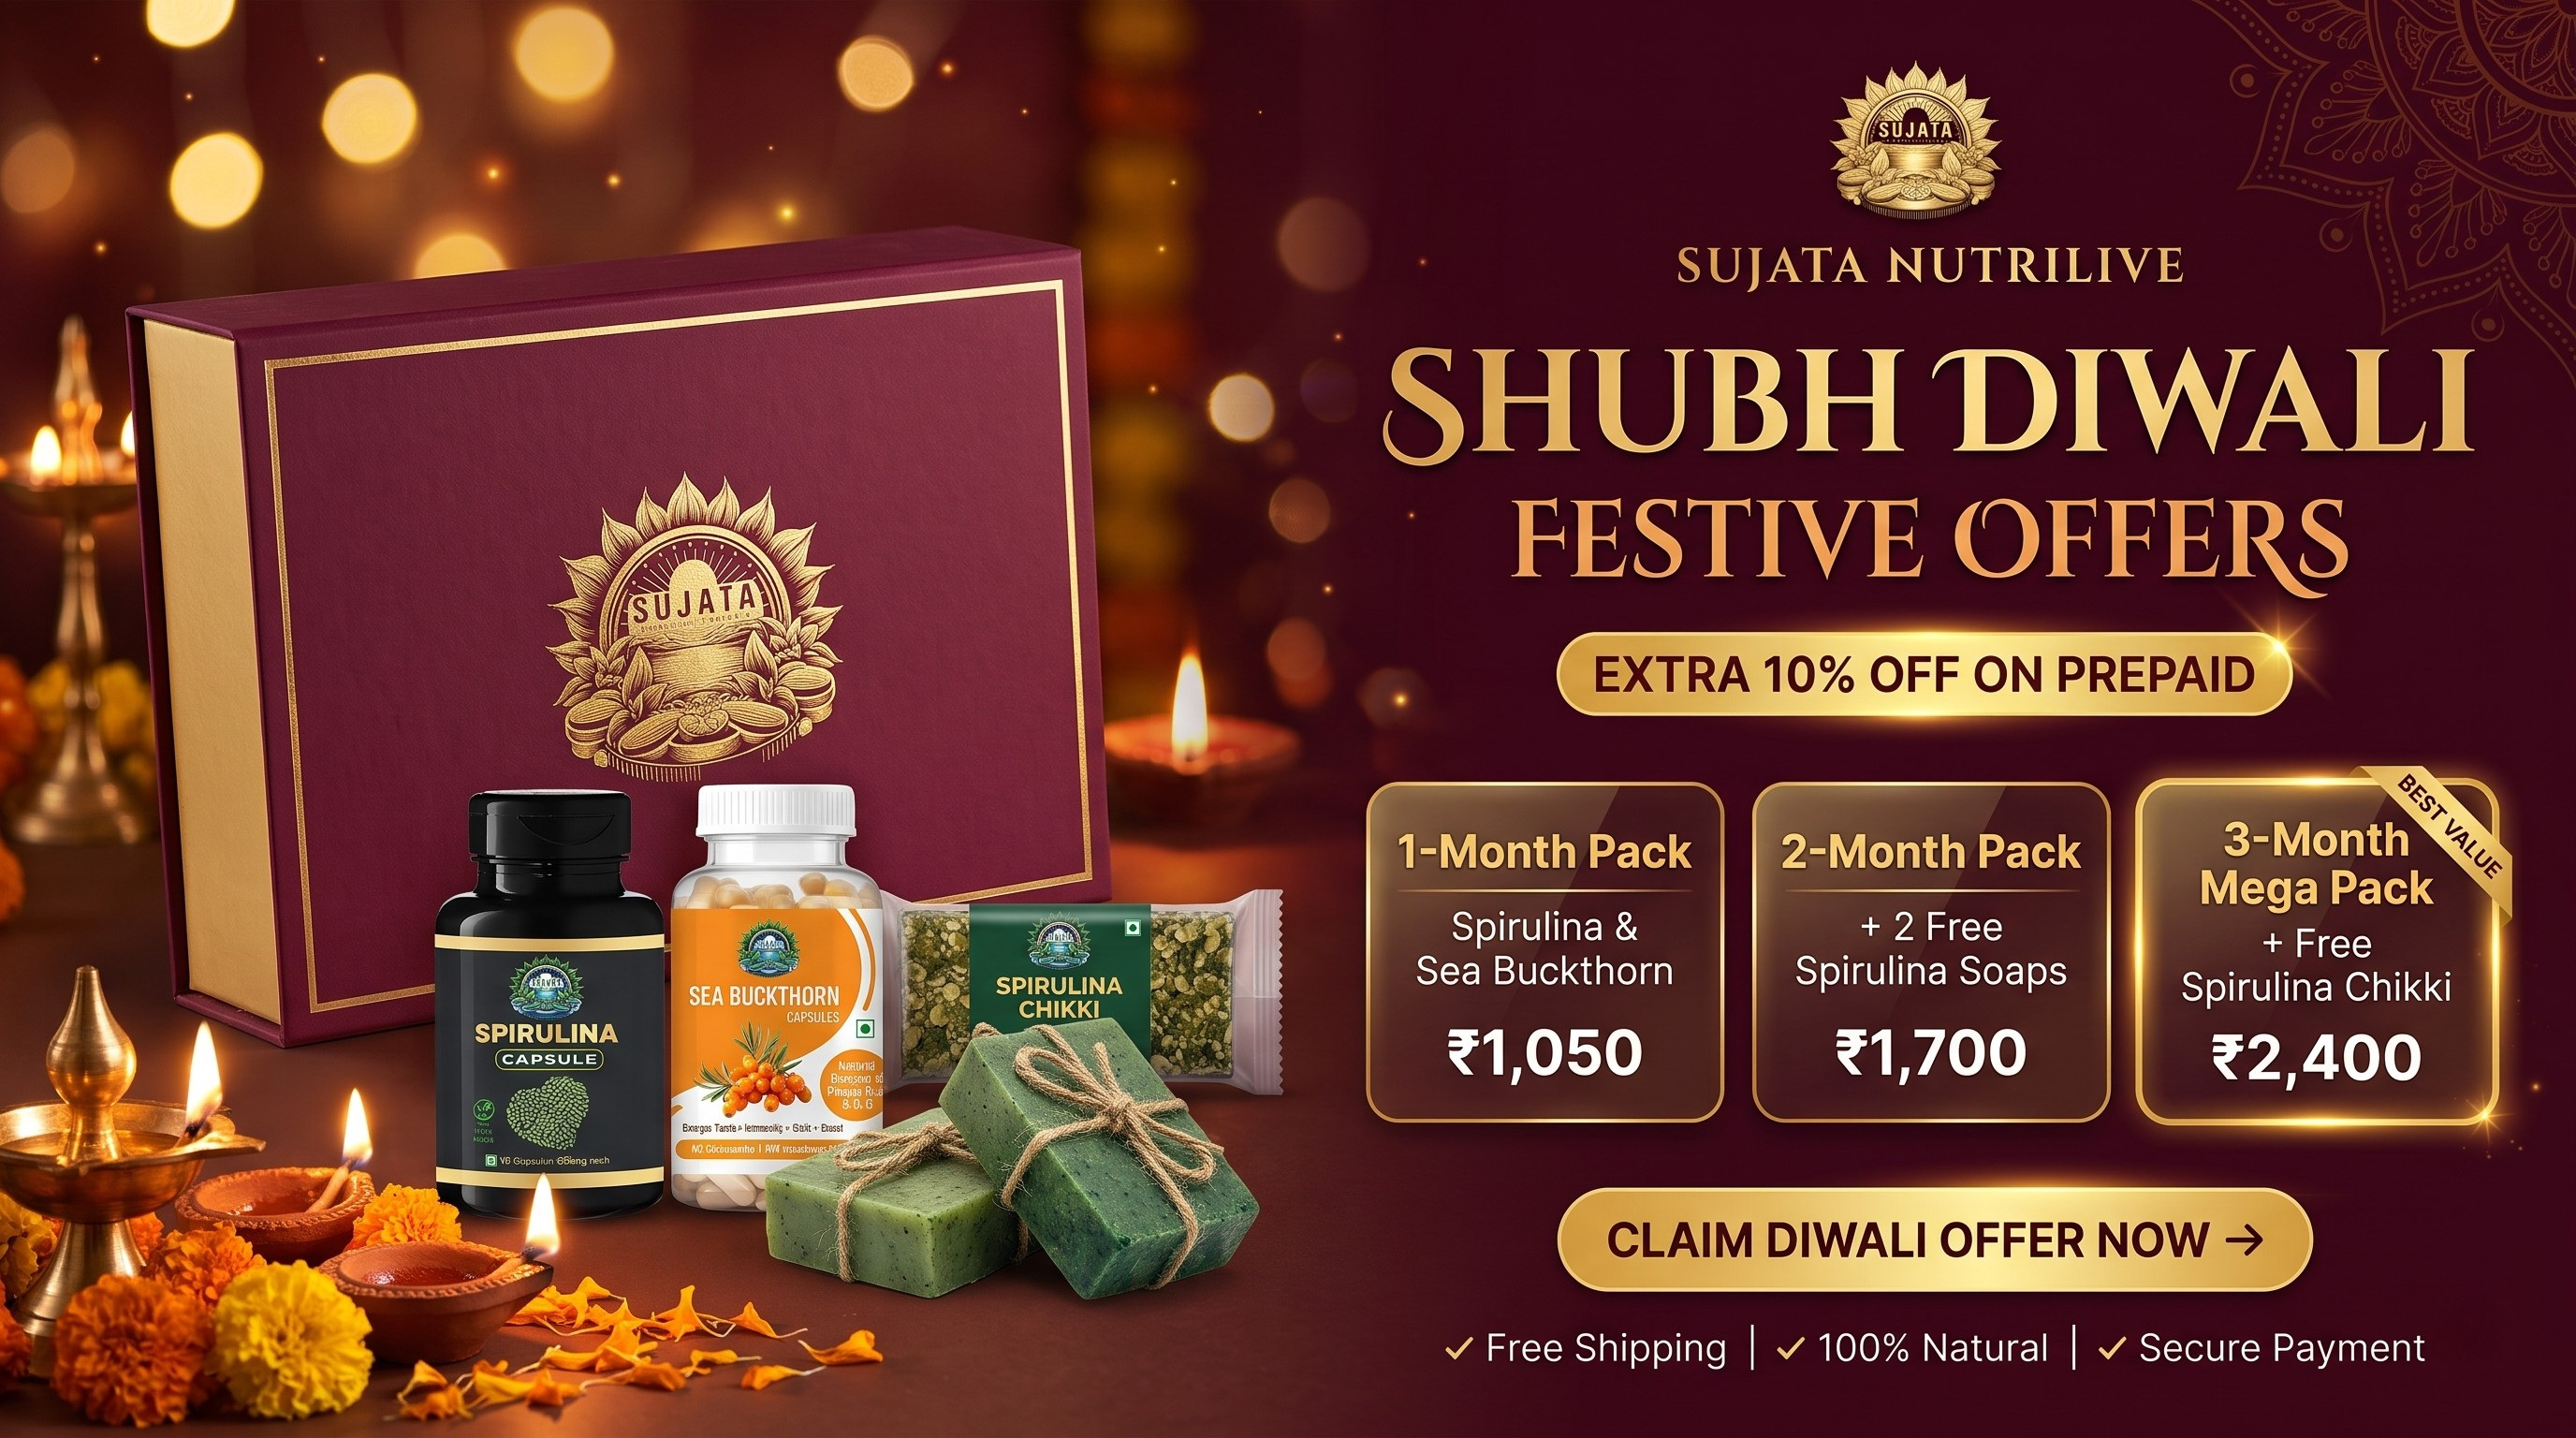 SUJATA
SUJATA NUTRILIVE
SHUBH DIWALI
FESTIVE OFFERS
EXTRA 10% OFF ON PREPAID
1-Month Pack
Spirulina &
Sea Buckthorn
₹1,050
2-Month Pack
+ 2 Free
Spirulina Soaps
₹1,700
BEST VALUE
3-Month
Mega Pack
+ Free
Spirulina Chikki
₹2,400
CLAIM DIWALI OFFER NOW →
✓ Free Shipping | ✓ 100% Natural | ✓ Secure Payment
SUJATA
SPIRULINA
CAPSULE
SEA BUCKTHORN
CAPSULES
SPIRULINA
CHIKKI